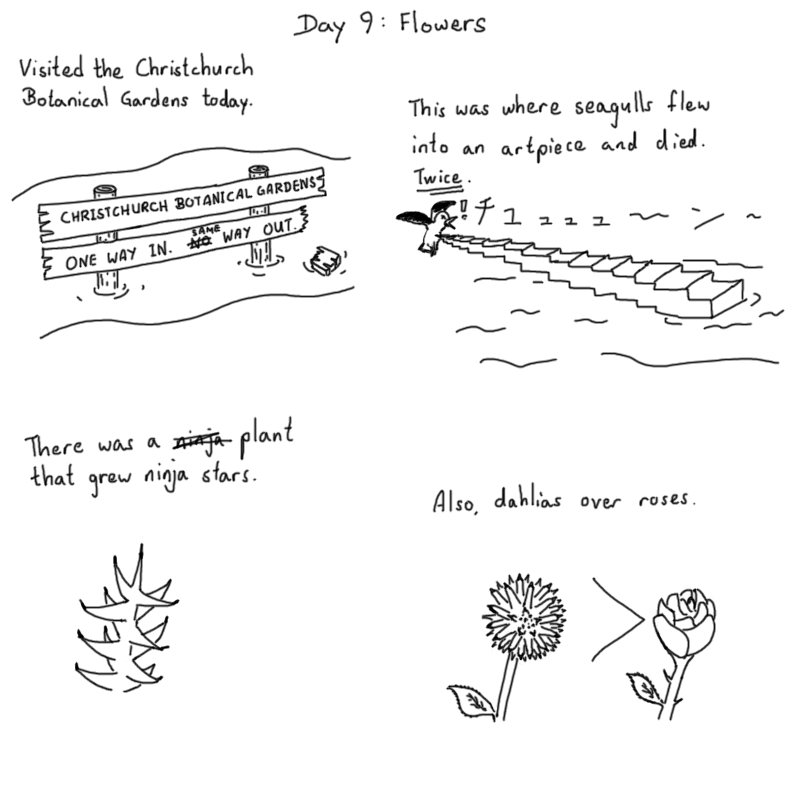 Day 9: Flowers
Visited the Christchurch
Botanical Gardens today.
CHRISTCHURCH BOTANICAL GARDENS
ONE WAY IN. SAME NO WAY OUT.
This was where seagulls flew
into an artpiece and died.
Twice.
!
There was a ninja plant
that grew ninja stars.
Also, dahlias over roses.